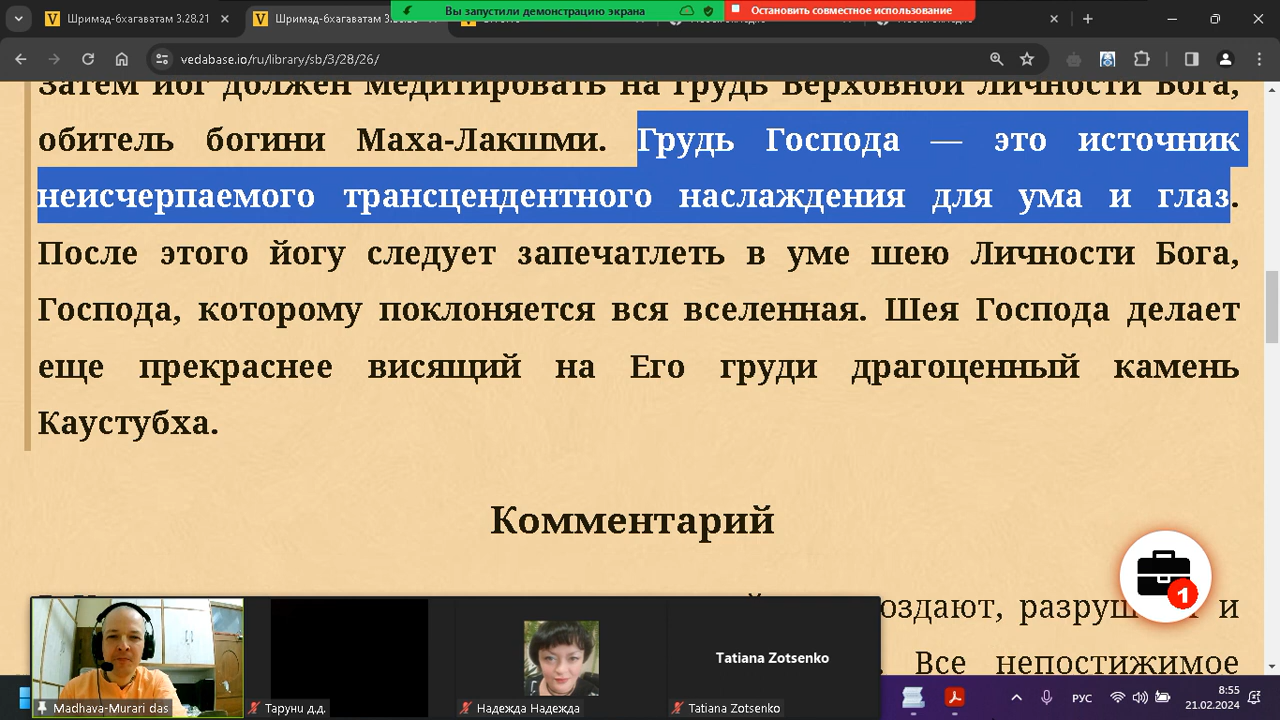 Шримад-бхагаватам 3.28.21
Шримад-бхагаватам
Вы запустили демонстрацию экрана
Остановить совместное использование
vedabase.io/ru/library/sb/3/28/26/
Затем йог должен медитировать на грудь Верховной Личности Бога,
обитель богини Маха-Лакшми. Грудь Господа — это источник
неисчерпаемого трансцендентного наслаждения для ума и глаз.
После этого йогу следует запечатлеть в уме шею Личности Бога,
Господа, которому поклоняется вся вселенная. Шея Господа делает
еще прекраснее висящий на Его груди драгоценный камень
Каустубха.
Комментарий
и
Все непостижимое
1
Madhava-Murari das
Таруни д.д.
Надежда Надежда
Tatiana Zotsenko
Tatiana Zotsenko
РУС
8:55
21.02.2024